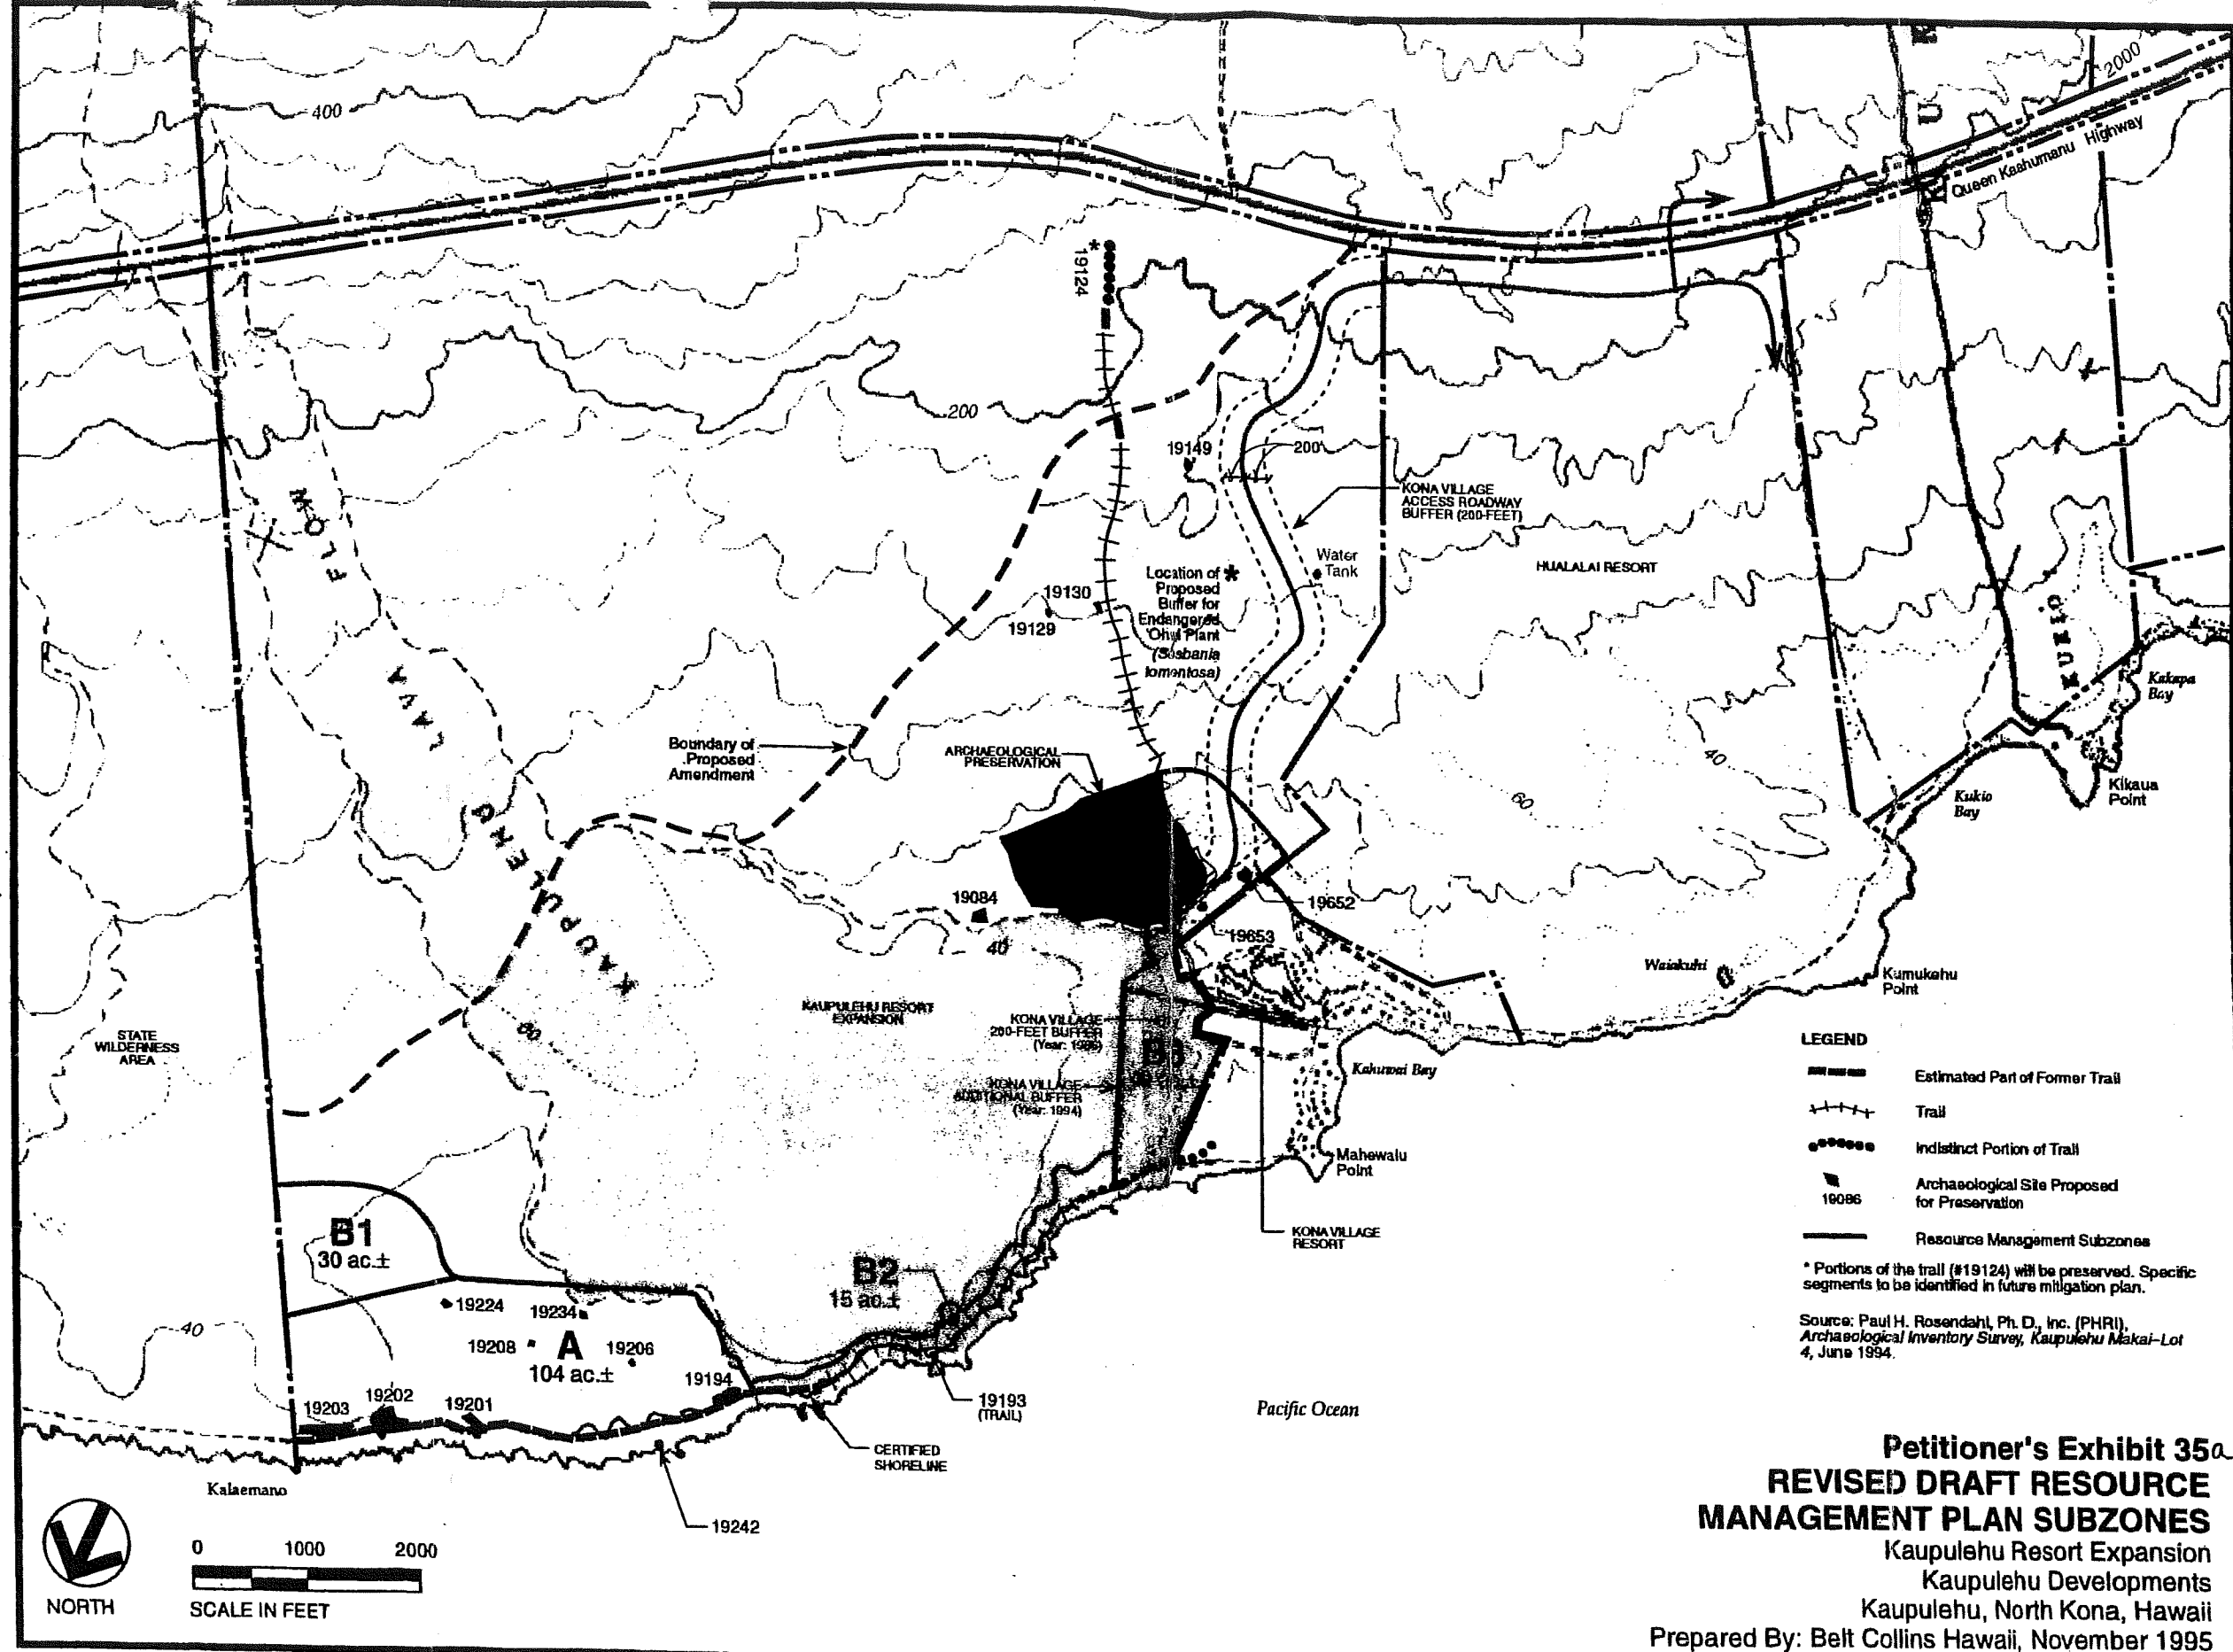 400
2000
Queen Kaahumanu Highway
K U K
* 19124
200
19149
200
KONA VILLAGE
ACCESS ROADWAY
BUFFER (200-FEET)
Water
Tank
HUALALAI RESORT
Location of *
Proposed
Buffer for
Endangered
'Ohai Plant
(Sesbania
tomentosa)
19130
19129
KUKIO
Kakapa
Bay
KAUPULEHU LAVA FLOW
Boundary of
Proposed
Amendment
ARCHAEOLOGICAL
PRESERVATION
40
60
Kukio
Bay
Kikaua
Point
19084
40
19652
19653
Waiakuhi
Kumukehu
Point
STATE
WILDERNESS
AREA
80
KAUPULEHU RESORT
EXPANSION
KONA VILLAGE
200-FEET BUFFER
(Year: 1986)
B3
KONA VILLAGE
ADDITIONAL BUFFER
(Year: 1994)
Kahuwai Bay
Mahewalu
Point
KONA VILLAGE
RESORT
B1
30 ac.±
B2
15 ac.±
40
19224
19234
19208
A
19206
104 ac.±
19194
19203
19202
19201
19193
(TRAIL)
CERTIFIED
SHORELINE
19242
Kalaemano
Pacific Ocean
LEGEND
Estimated Part of Former Trail
Trail
Indistinct Portion of Trail
Archaeological Site Proposed
for Preservation
19086
Resource Management Subzones
* Portions of the trail (#19124) will be preserved. Specific
segments to be identified in future mitigation plan.
Source: Paul H. Rosendahl, Ph. D., Inc. (PHRI),
Archaeological Inventory Survey, Kaupulehu Makai-Lot
4, June 1994.
NORTH
0 1000 2000
SCALE IN FEET
Petitioner's Exhibit 35a
REVISED DRAFT RESOURCE
MANAGEMENT PLAN SUBZONES
Kaupulehu Resort Expansion
Kaupulehu Developments
Kaupulehu, North Kona, Hawaii
Prepared By: Belt Collins Hawaii, November 1995